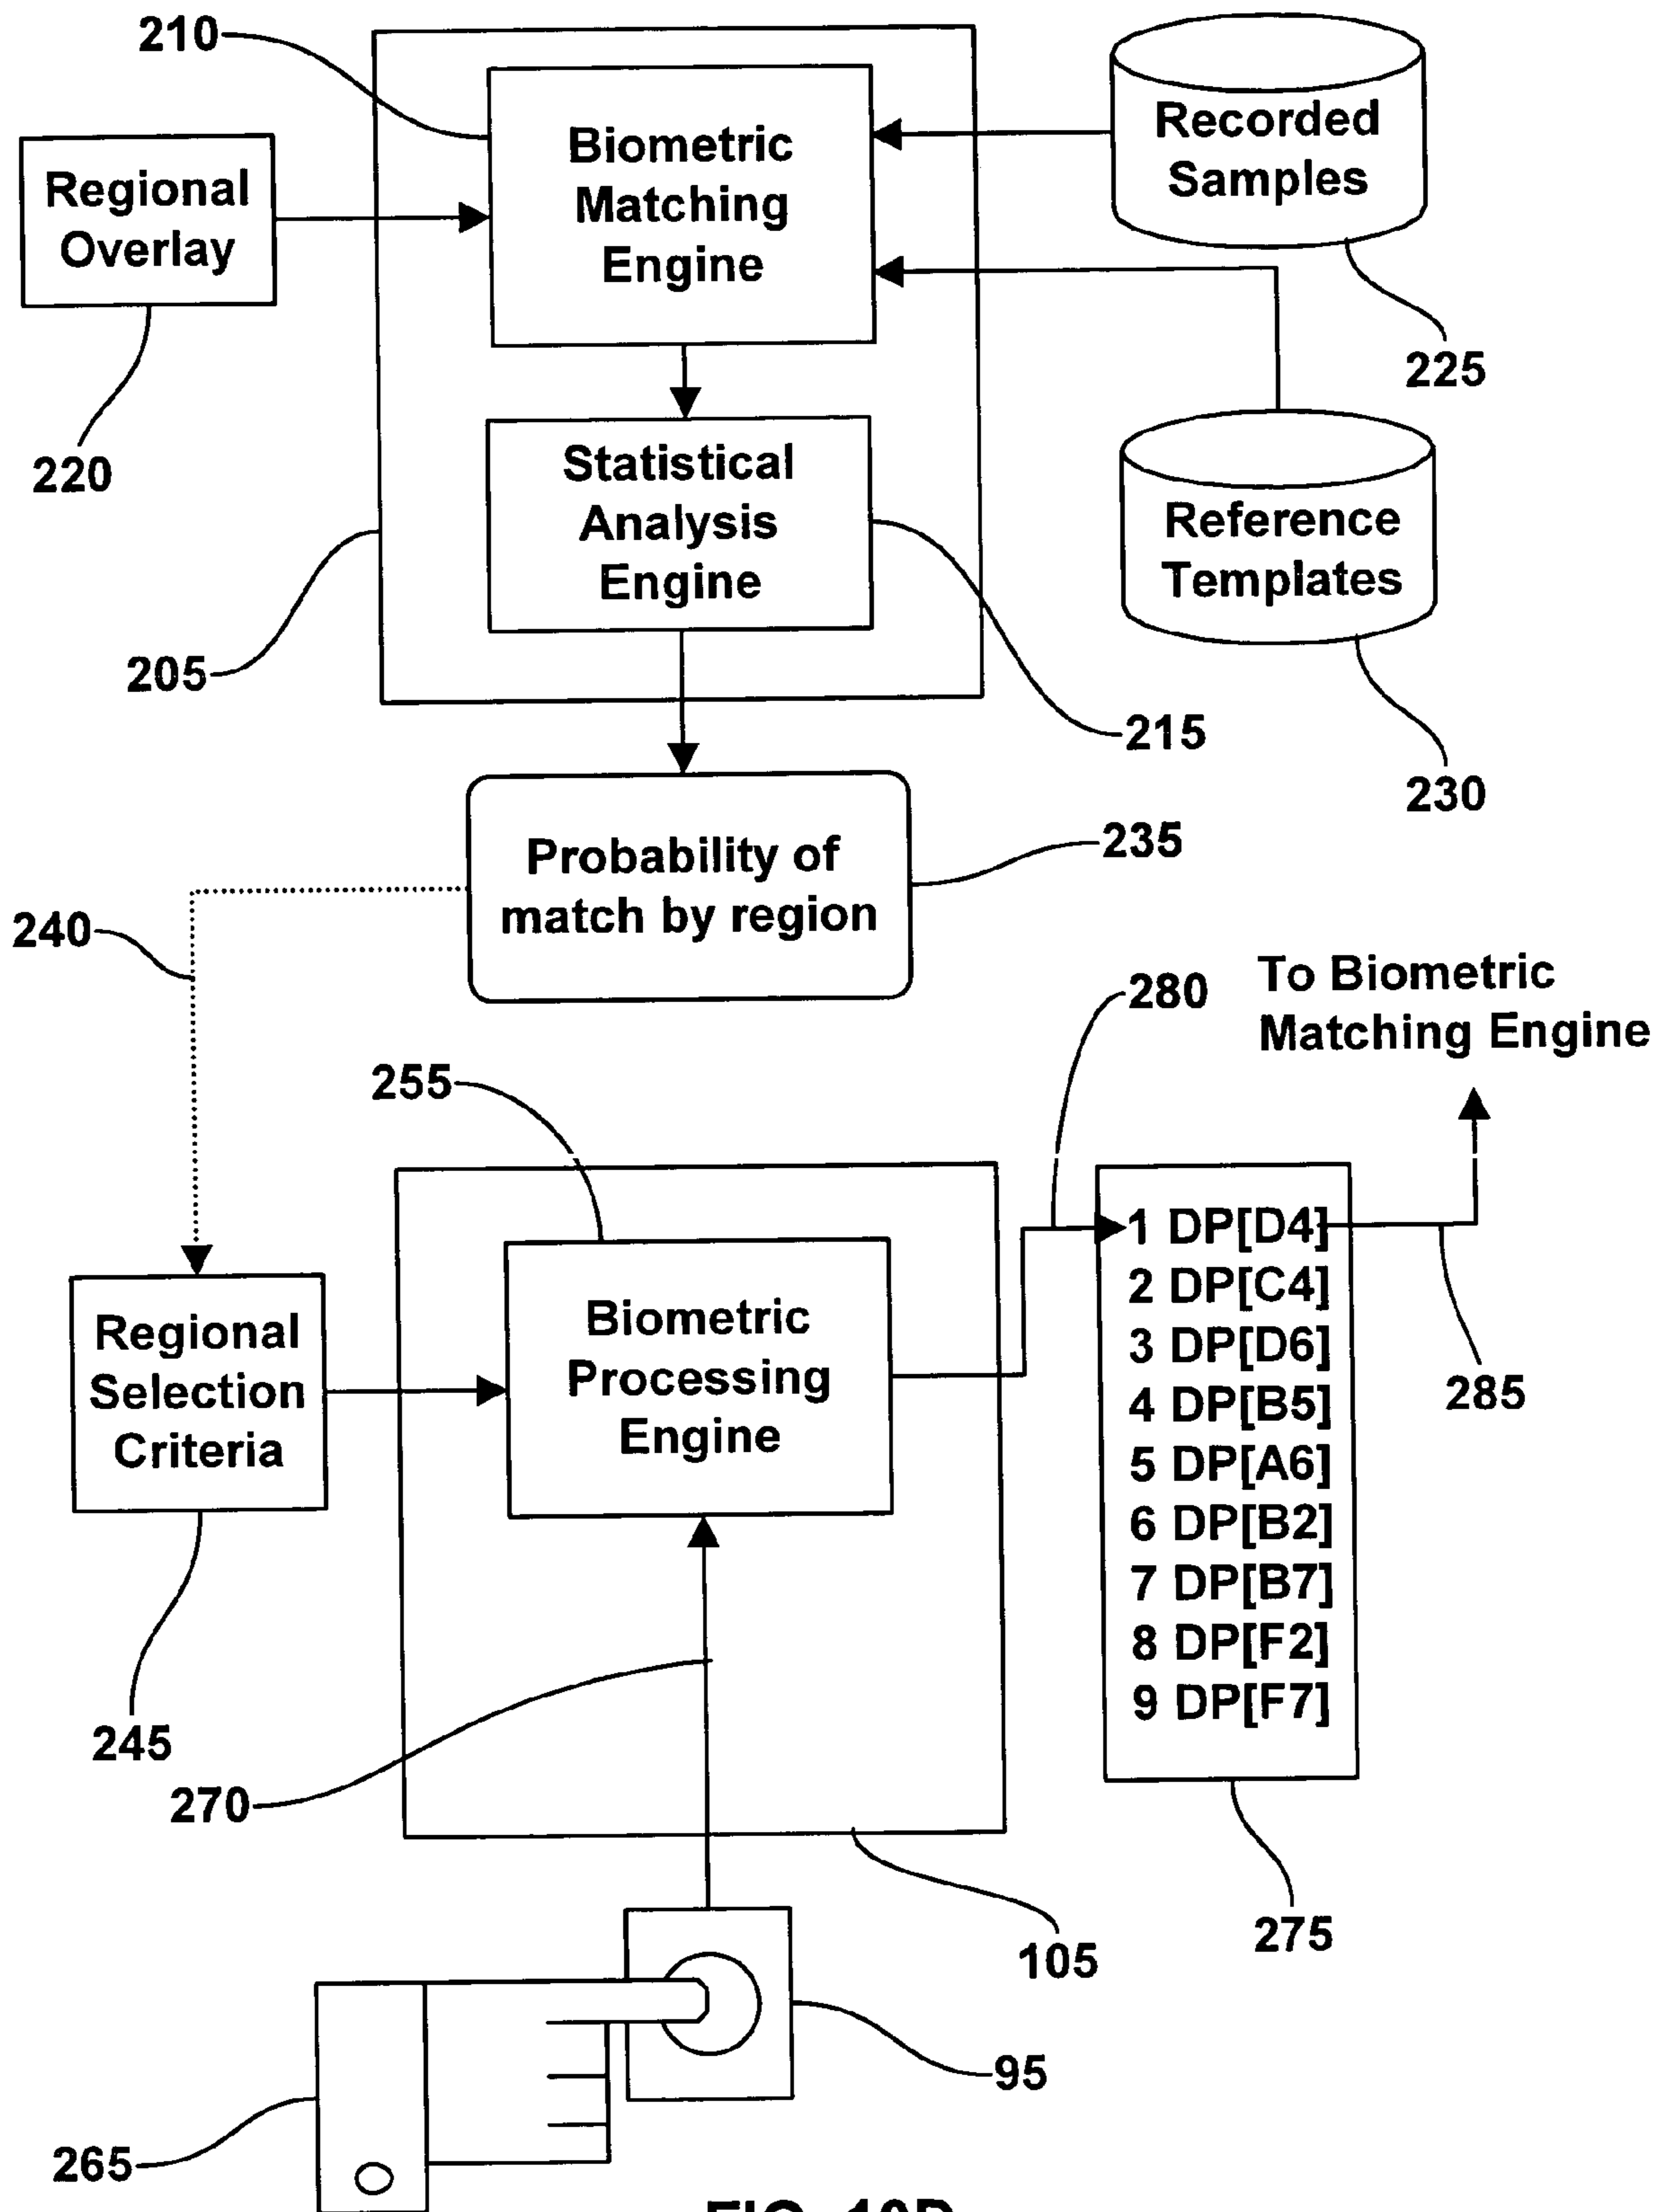 210
Recorded
Samples
Biometric
Matching
Engine
Regional
Overlay
225
220
Statistical
Analysis
Engine
Reference
Templates
205
215
230
Probability of
match by region
235
240
280
To Biometric
Matching Engine
255
1 DP[D4]
2 DP[C4]
3 DP[D6]
4 DP[B5]
5 DP[A6]
6 DP[B2]
7 DP[B7]
8 DP[F2]
9 DP[F7]
Regional
Selection
Criteria
Biometric
Processing
Engine
285
245
270
275
105
95
265
FIG. 10D